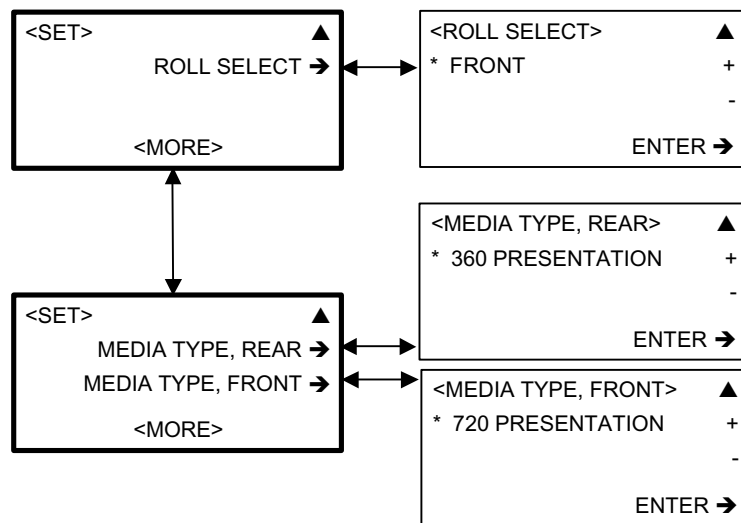 <SET> ▲
ROLL SELECT ➔
<MORE>
<ROLL SELECT> ▲
* FRONT +
-
ENTER ➔
<SET> ▲
MEDIA TYPE, REAR ➔
MEDIA TYPE, FRONT ➔
<MORE>
<MEDIA TYPE, REAR> ▲
* 360 PRESENTATION +
-
ENTER ➔
<MEDIA TYPE, FRONT> ▲
* 720 PRESENTATION +
-
ENTER ➔